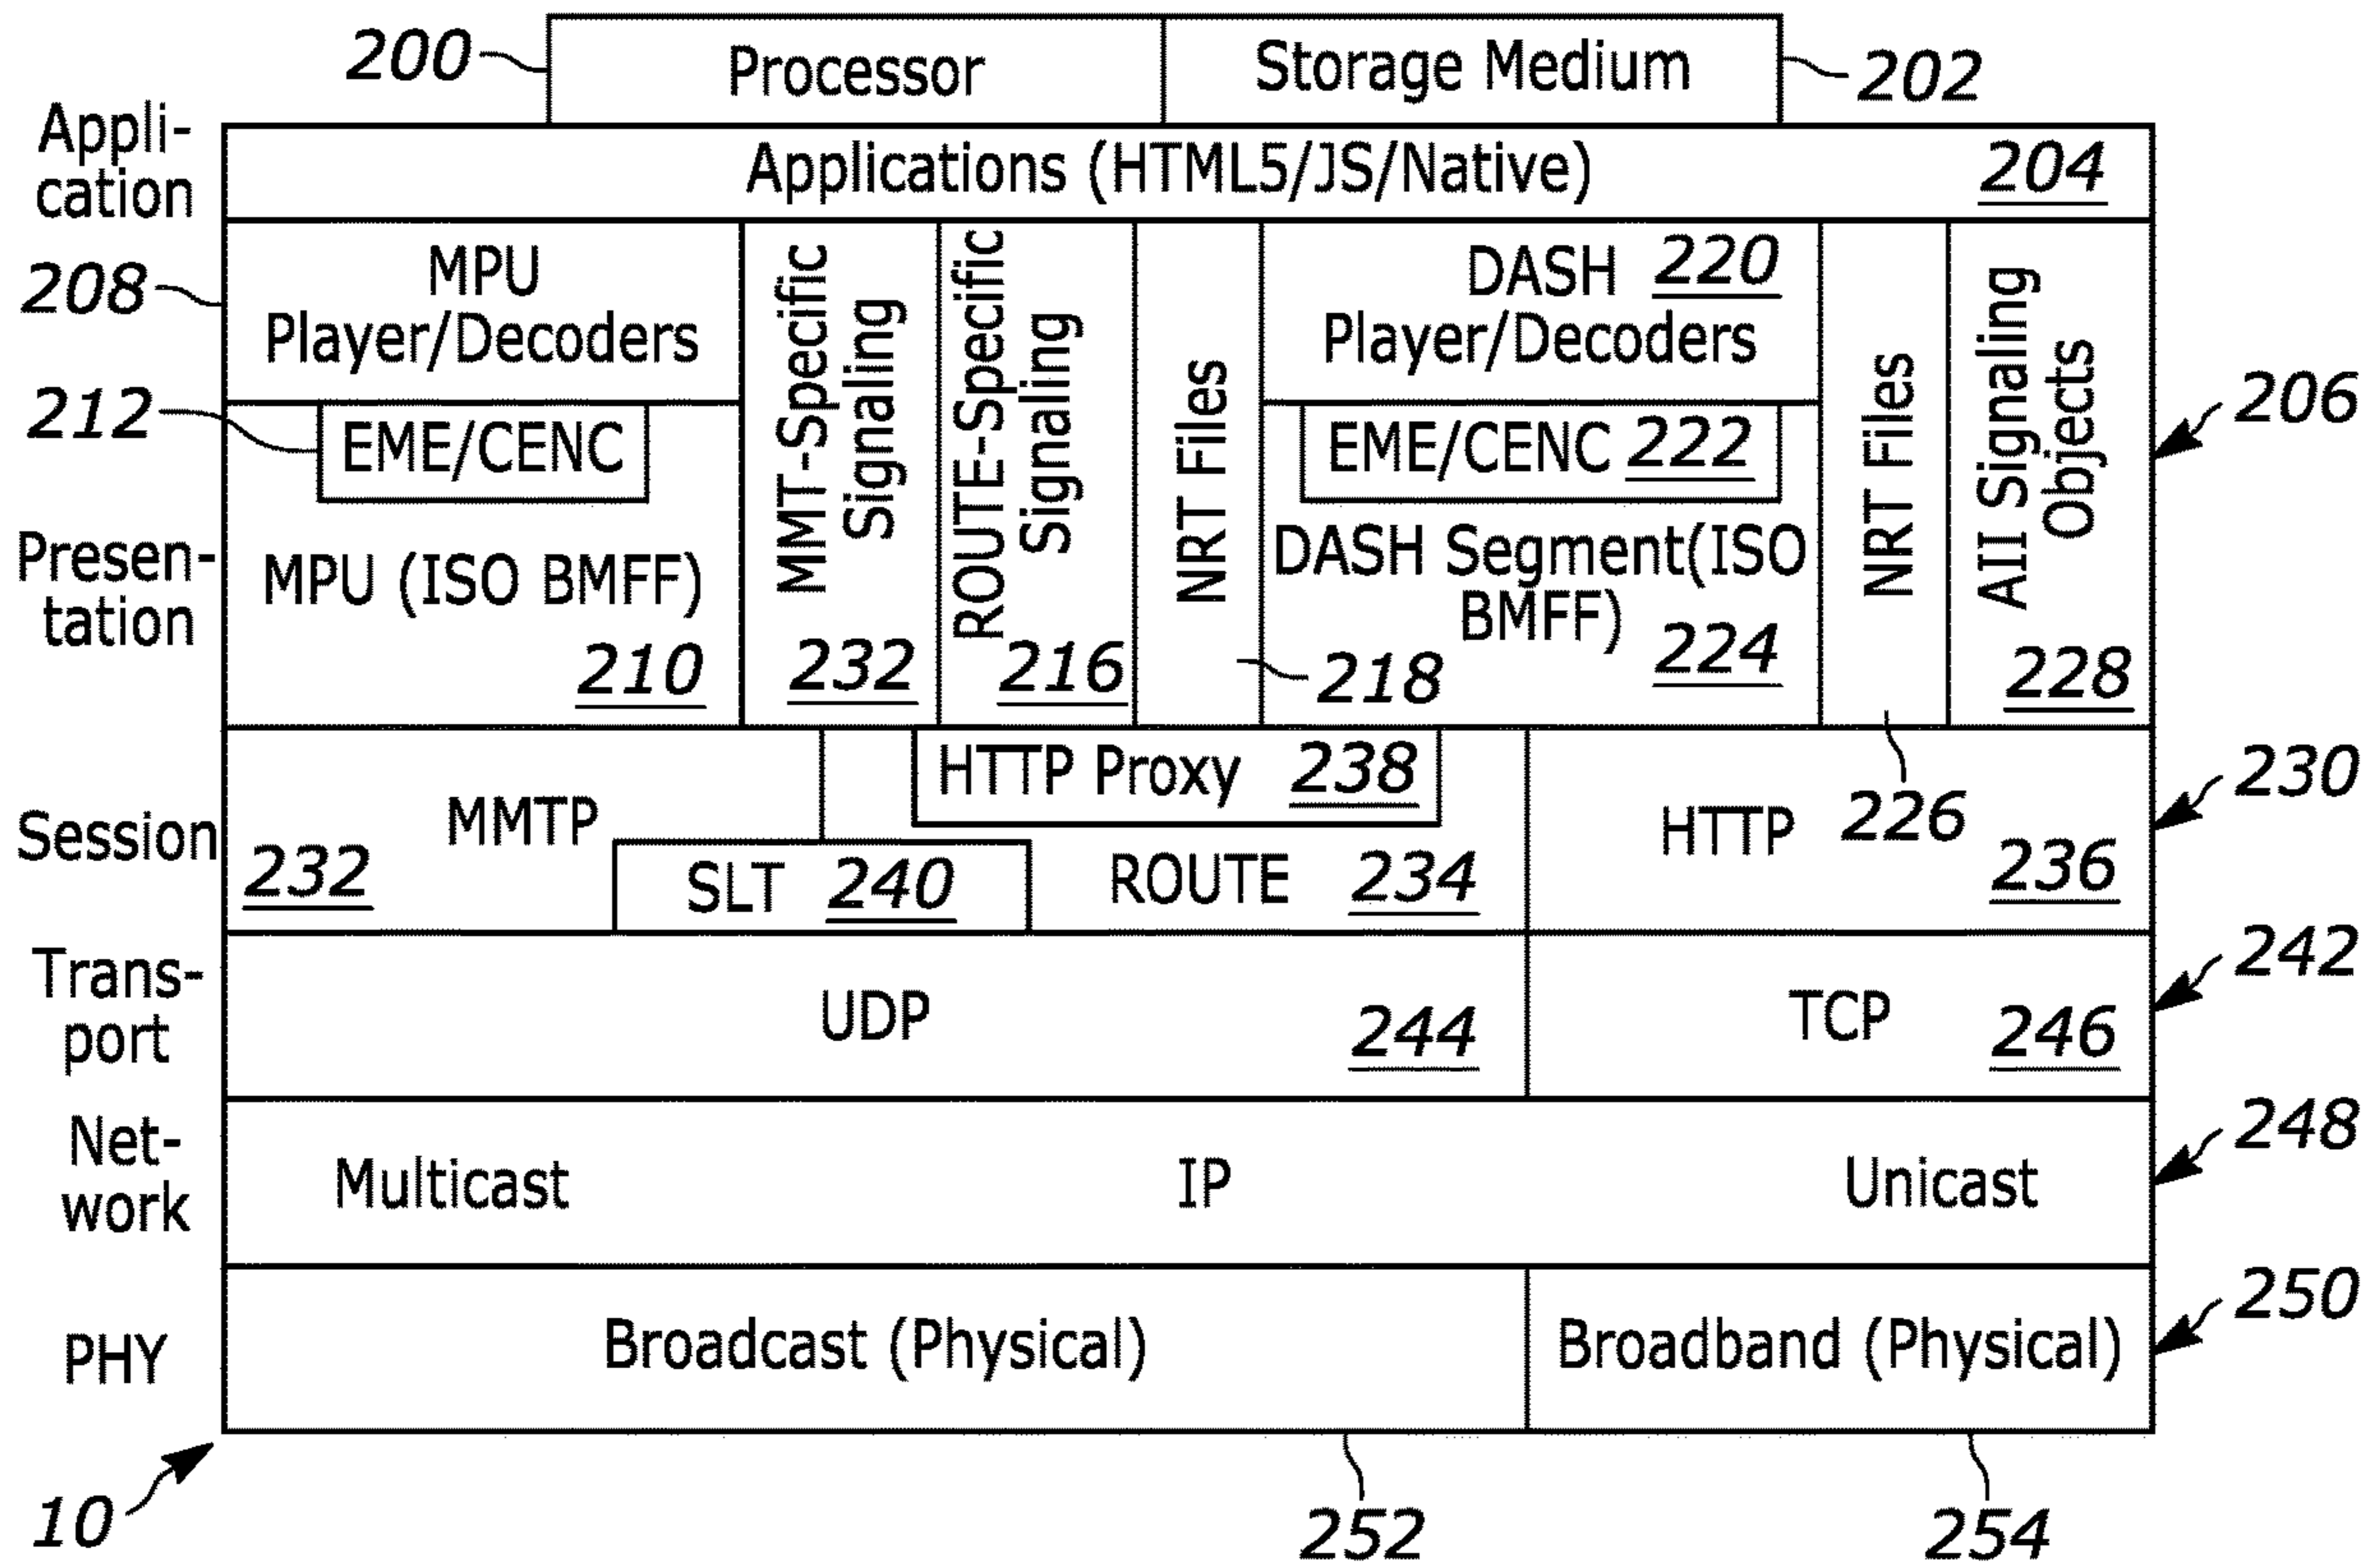 200
Processor
Storage Medium
202
Appli-
cation
Applications (HTML5/JS/Native)
204
208
MPU
Player/Decoders
212
EME/CENC
Presen-
tation
MPU (ISO BMFF)
210
MMT-Specific
Signaling
232
ROUTE-Specific
Signaling
216
NRT Files
218
DASH 220
Player/Decoders
EME/CENC 222
DASH Segment(ISO
BMFF)
224
NRT Files
226
AII Signaling
Objects
228
206
Session
MMTP
232
HTTP Proxy 238
SLT 240
ROUTE 234
HTTP
236
230
Trans-
port
UDP
244
TCP
246
242
Net-
work
Multicast
IP
Unicast
248
PHY
Broadcast (Physical)
Broadband (Physical)
250
10
252
254